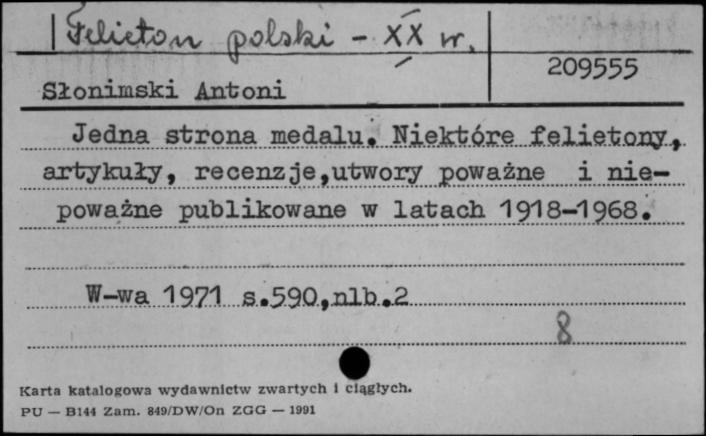 Felieton polski - XX w.
209555
Słonimski Antoni
Jedna strona medalu. Niektóre felietony,
artykuły, recenzje,utwory poważne i nie-
poważne publikowane w latach 1918-1968.
W-wa 1971 s.590,nlb.2
8
Karta katalogowa wydawnictw zwartych i ciągłych.
PU — B144 Zam. 849/DW/On ZGG — 1991